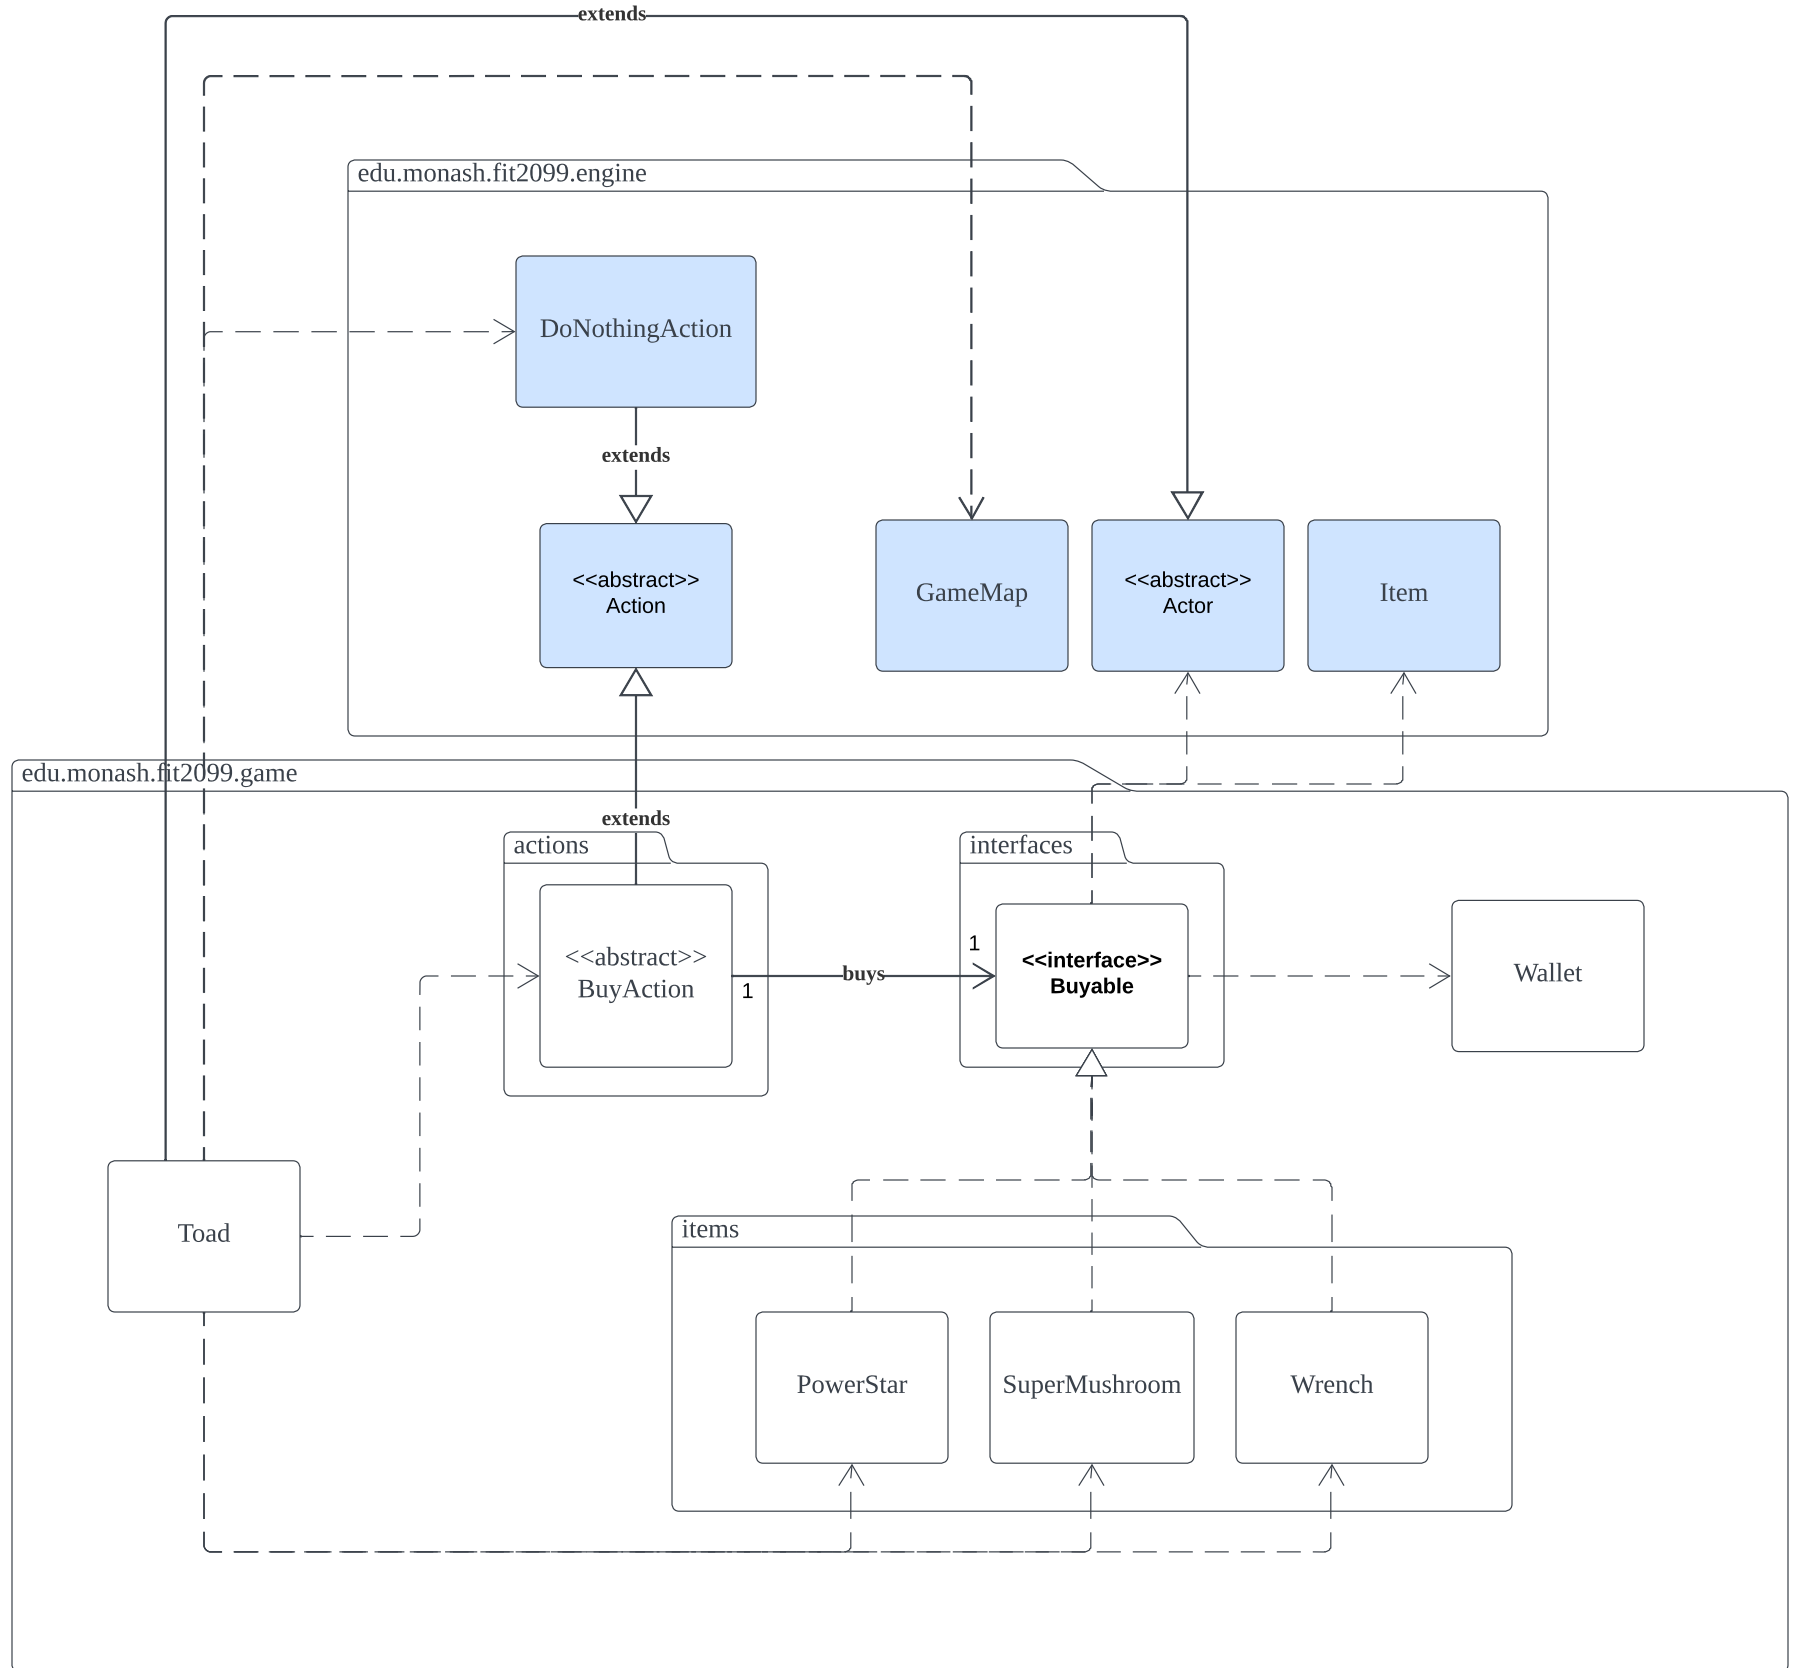 extends
edu.monash.fit2099.engine
DoNothingAction
extends
<<abstract>>
Action
GameMap
<<abstract>>
Actor
Item
edu.monash.fit2099.game
extends
actions
interfaces
<<abstract>>
BuyAction
1
buys
1
<<interface>>
Buyable
Wallet
Toad
items
PowerStar
SuperMushroom
Wrench